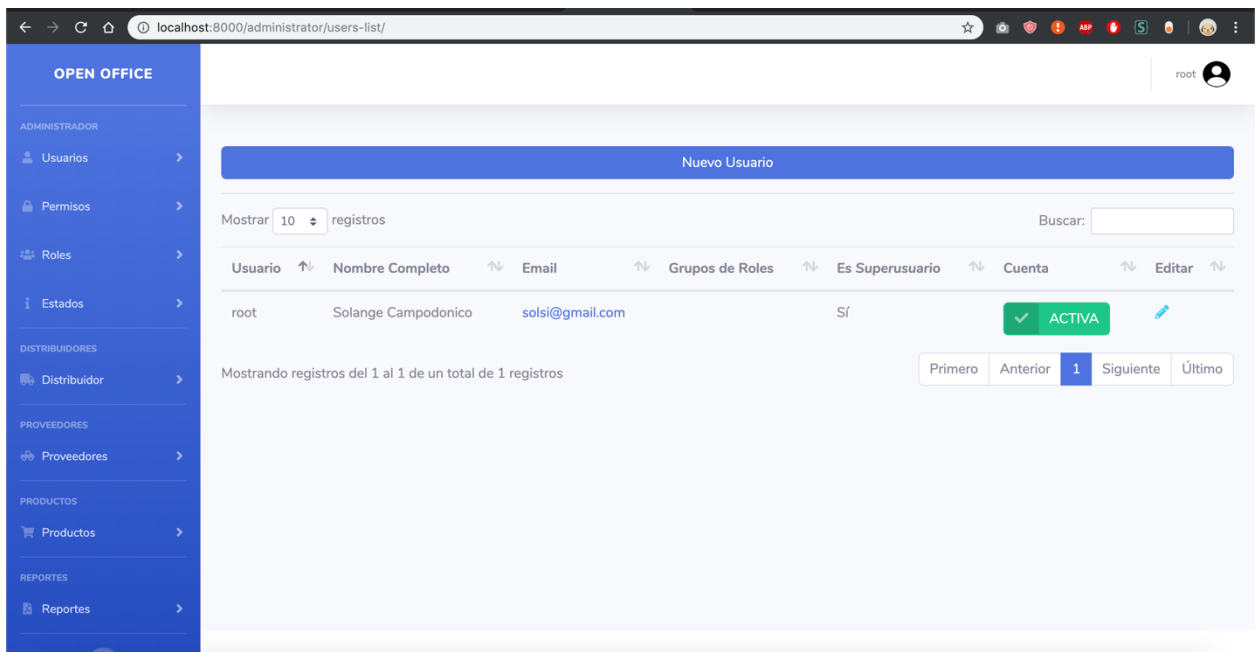 localhost:8000/administrator/users-list/
ABP
S
OPEN OFFICE
root
ADMINISTRADOR
Usuarios
Permisos
Roles
Estados
DISTRIBUIDORES
Distribuidor
PROVEEDORES
Proveedores
PRODUCTOS
Productos
REPORTES
Reportes
Nuevo Usuario
Mostrar 10 registros
Buscar:
Usuario Nombre Completo Email Grupos de Roles Es Superusuario Cuenta Editar
root Solange Campodonico solsi@gmail.com Sí ACTIVA
Mostrando registros del 1 al 1 de un total de 1 registros
Primero Anterior 1 Siguiente Último